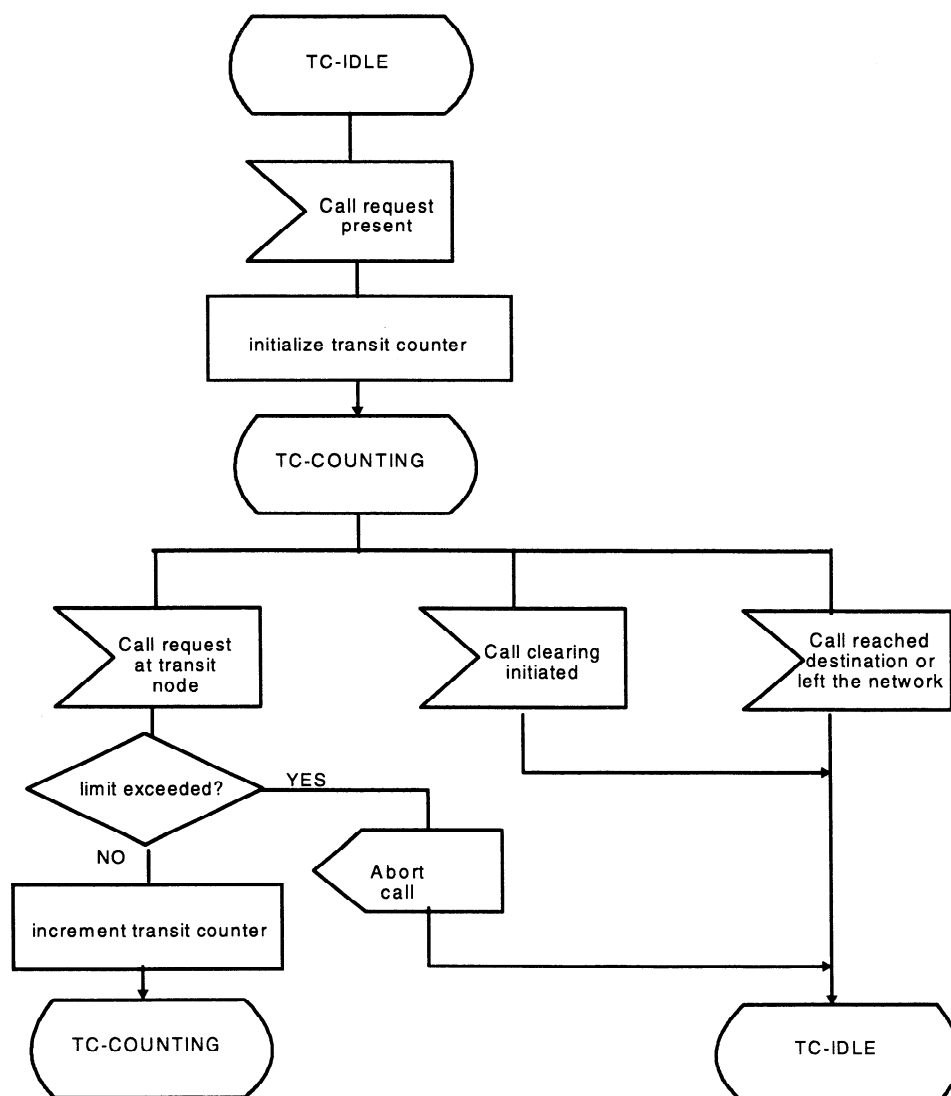 TC-IDLE
Call request
present
initialize transit counter
TC-COUNTING
Call request
at transit
node
Call clearing
initiated
Call reached
destination or
left the network
limit exceeded?
YES
NO
Abort
call
increment transit counter
TC-COUNTING
TC-IDLE